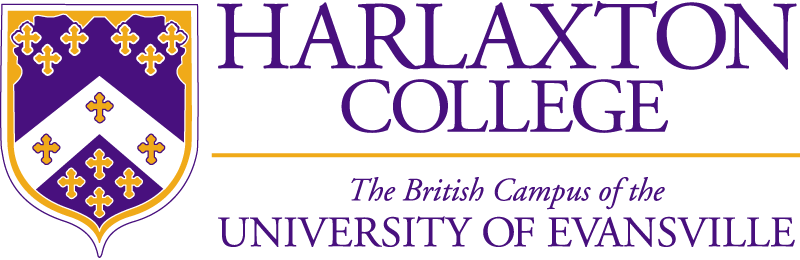 HARLAXTON
COLLEGE
The British Campus of the
UNIVERSITY OF EVANSVILLE